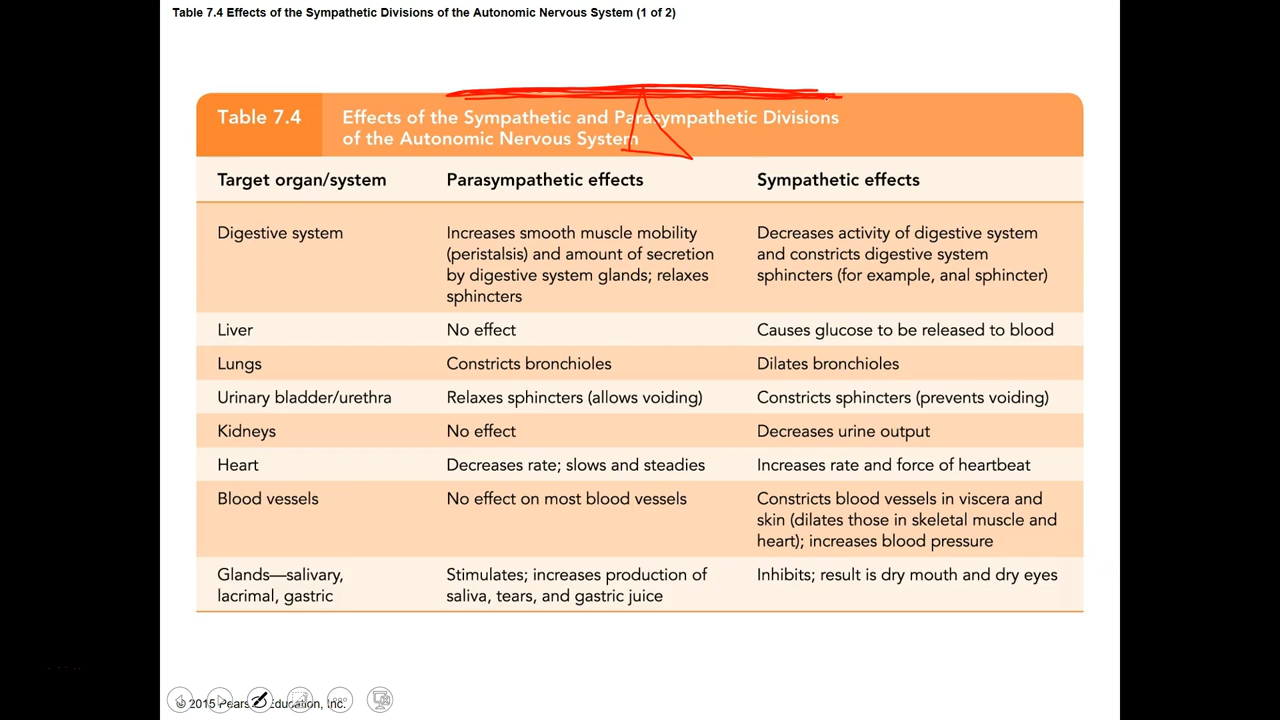 Table 7.4 Effects of the Sympathetic Divisions of the Autonomic Nervous System (1 of 2)
Table 7.4
Effects of the Sympathetic and Parasympathetic Divisions
of the Autonomic Nervous System
Target organ/system
Parasympathetic effects
Sympathetic effects
Digestive system
Increases smooth muscle mobility
(peristalsis) and amount of secretion
by digestive system glands; relaxes
sphincters
Decreases activity of digestive system
and constricts digestive system
sphincters (for example, anal sphincter)
Liver
No effect
Causes glucose to be released to blood
Lungs
Constricts bronchioles
Dilates bronchioles
Urinary bladder/urethra
Relaxes sphincters (allows voiding)
Constricts sphincters (prevents voiding)
Kidneys
No effect
Decreases urine output
Heart
Decreases rate; slows and steadies
Increases rate and force of heartbeat
Blood vessels
No effect on most blood vessels
Constricts blood vessels in viscera and
skin (dilates those in skeletal muscle and
heart); increases blood pressure
Glands—salivary,
lacrimal, gastric
Stimulates; increases production of
saliva, tears, and gastric juice
Inhibits; result is dry mouth and dry eyes
© 2015 Pearson Education, Inc.